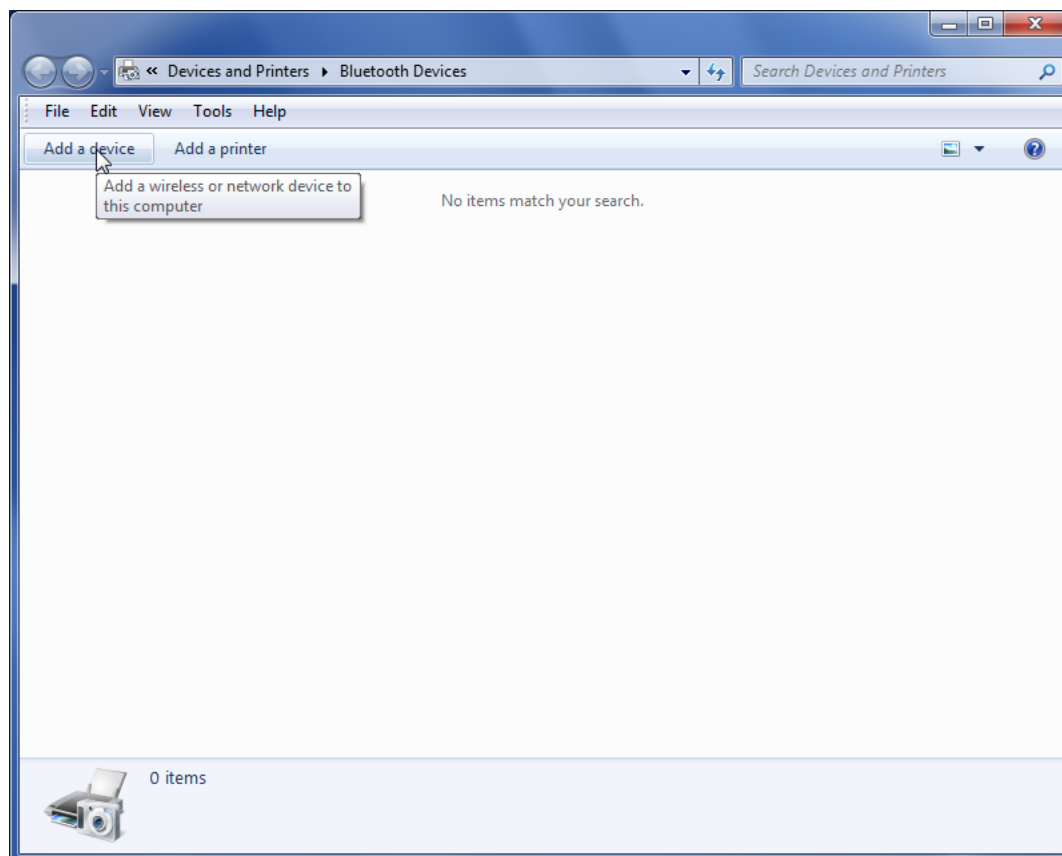 « Devices and Printers ▸ Bluetooth Devices
Search Devices and Printers
File Edit View Tools Help
Add a device Add a printer
Add a wireless or network device to
this computer
No items match your search.
0 items